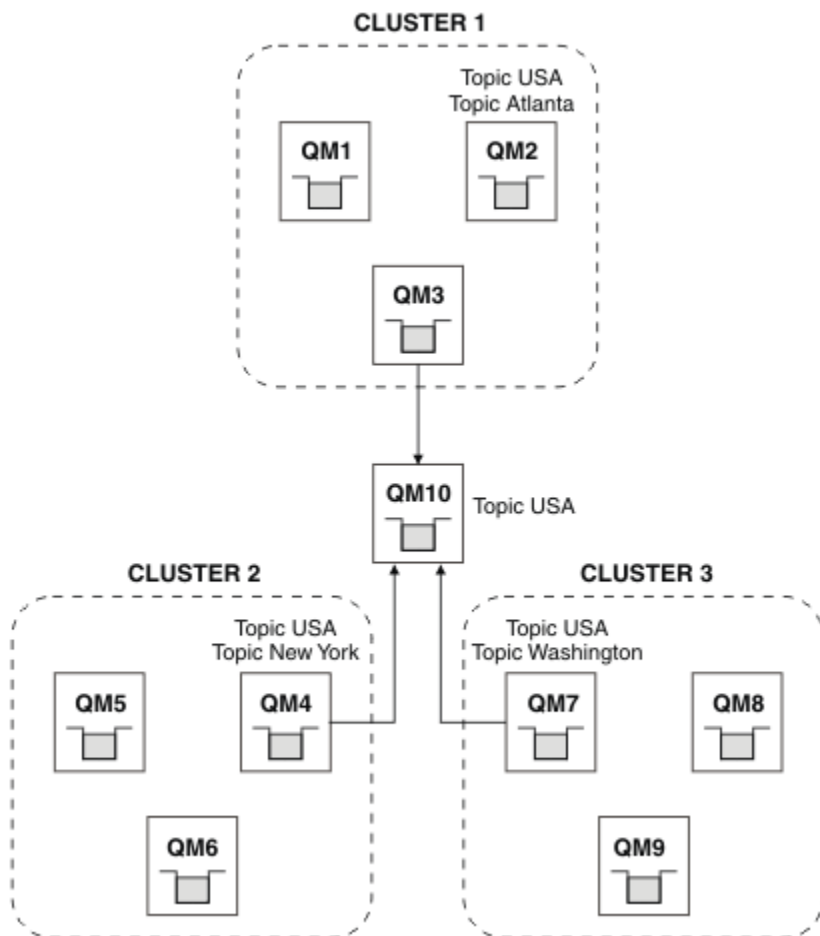 CLUSTER 1
Topic USA
Topic Atlanta
QM1
QM2
QM3
QM10
Topic USA
CLUSTER 2
CLUSTER 3
Topic USA
Topic New York
Topic USA
Topic Washington
QM5
QM4
QM7
QM8
QM6
QM9